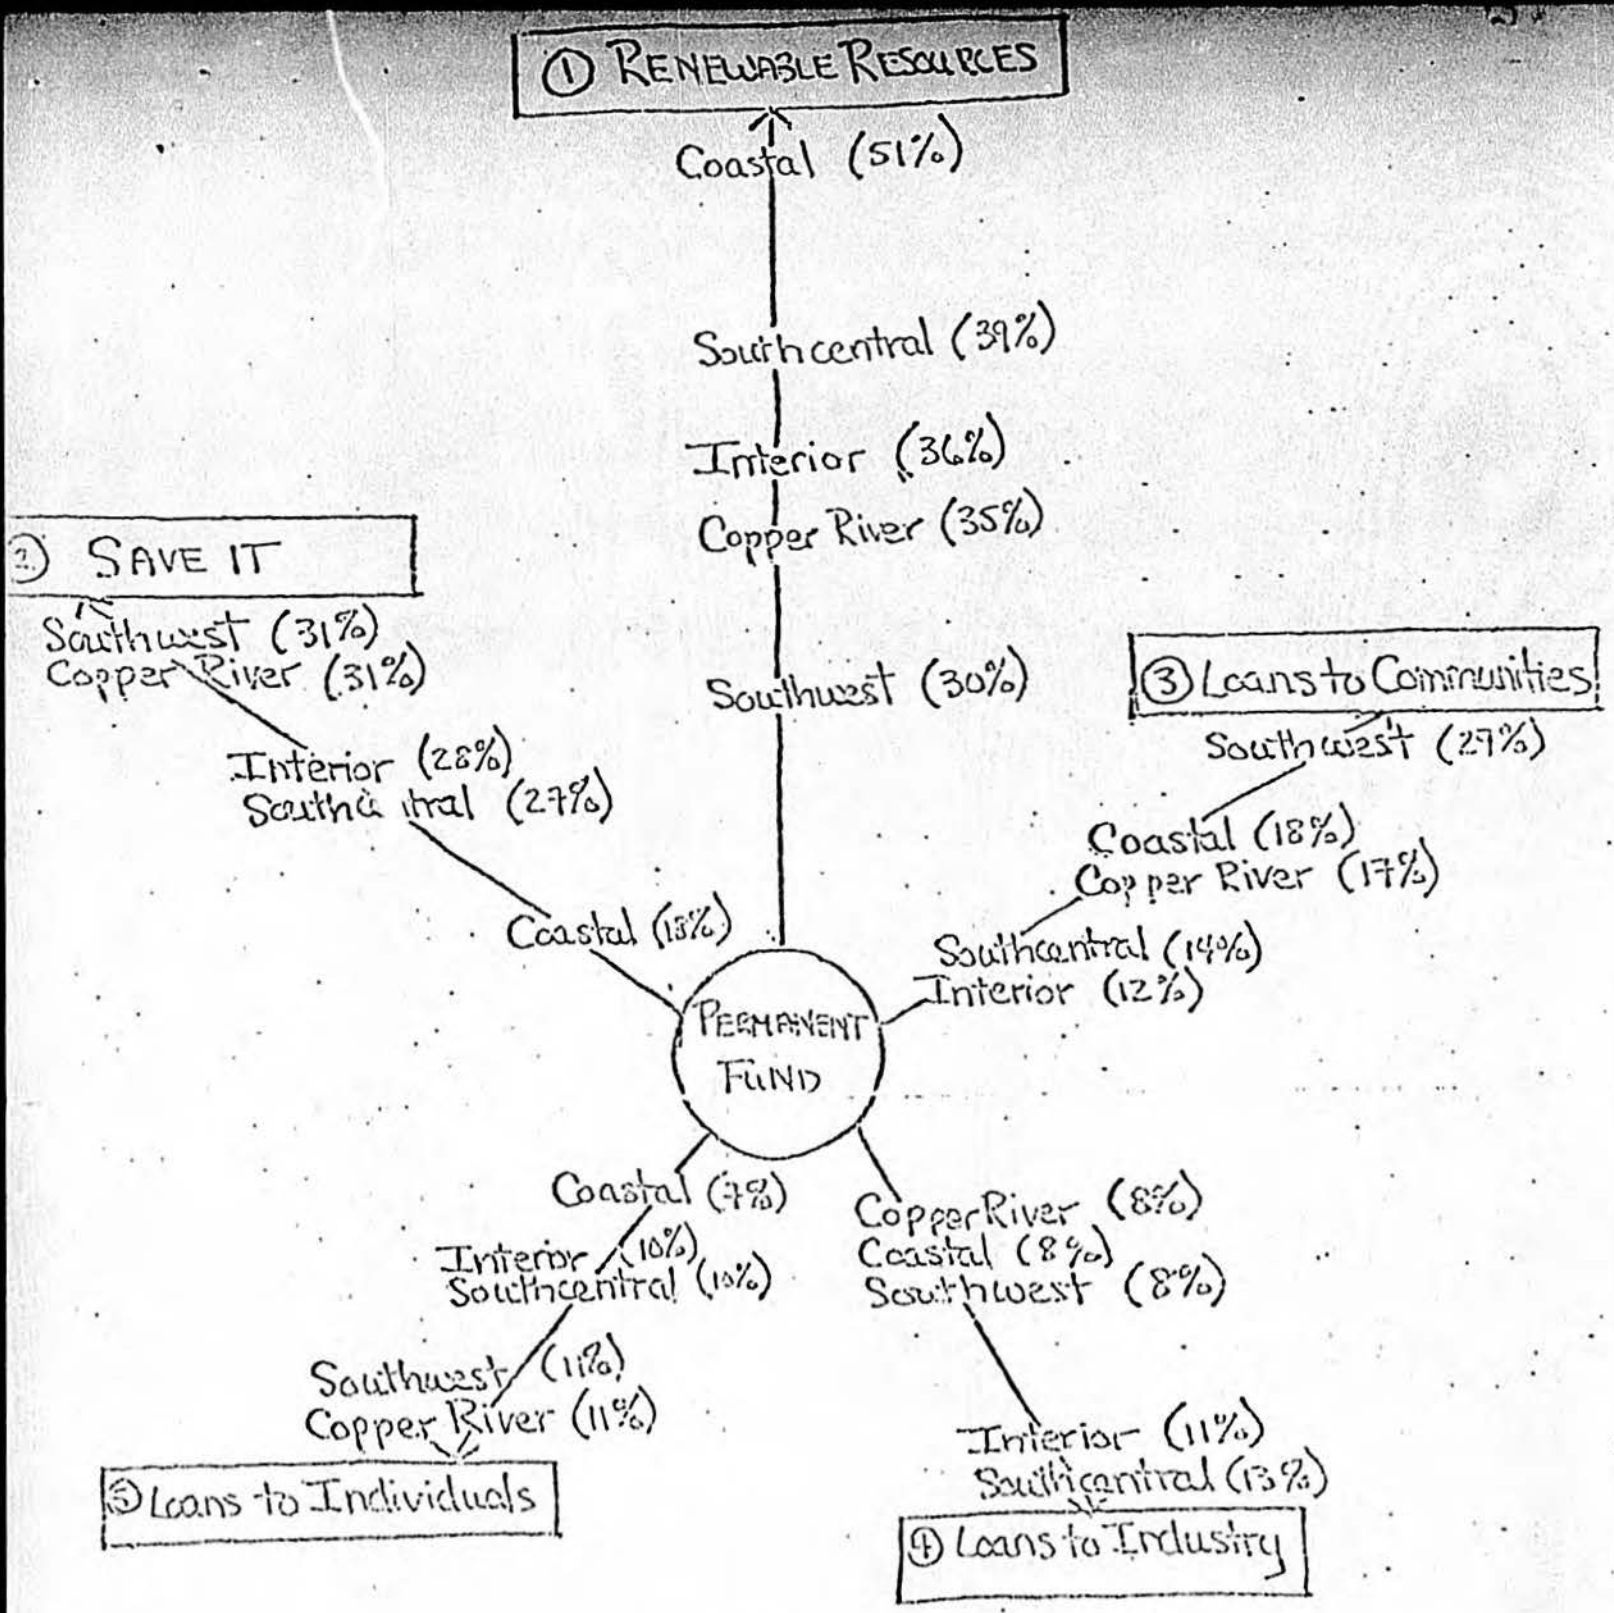 ① RENEWABLE RESOURCES
Coastal (51%)
Southcentral (39%)
Interior (36%)
Copper River (35%)
Southwest (30%)
② SAVE IT
Southwest (31%)
Copper River (31%)
Interior (28%)
(27%)
Coastal
③ Loans to Communities
Southwest (27%)
Coastal (18%)
Copper River (17%)
Southcentral (14%)
Interior (12%)
PERMANENT
FUND
Coastal (7%)
Interior (10%)
Southcentral (10%)
Southwest (11%)
Copper River (11%)
⑤ Loans to Individuals
Copper River (8%)
Coastal (8%)
Southwest (8%)
Interior (11%)
Southcentral (13%)
④ Loans to Industry